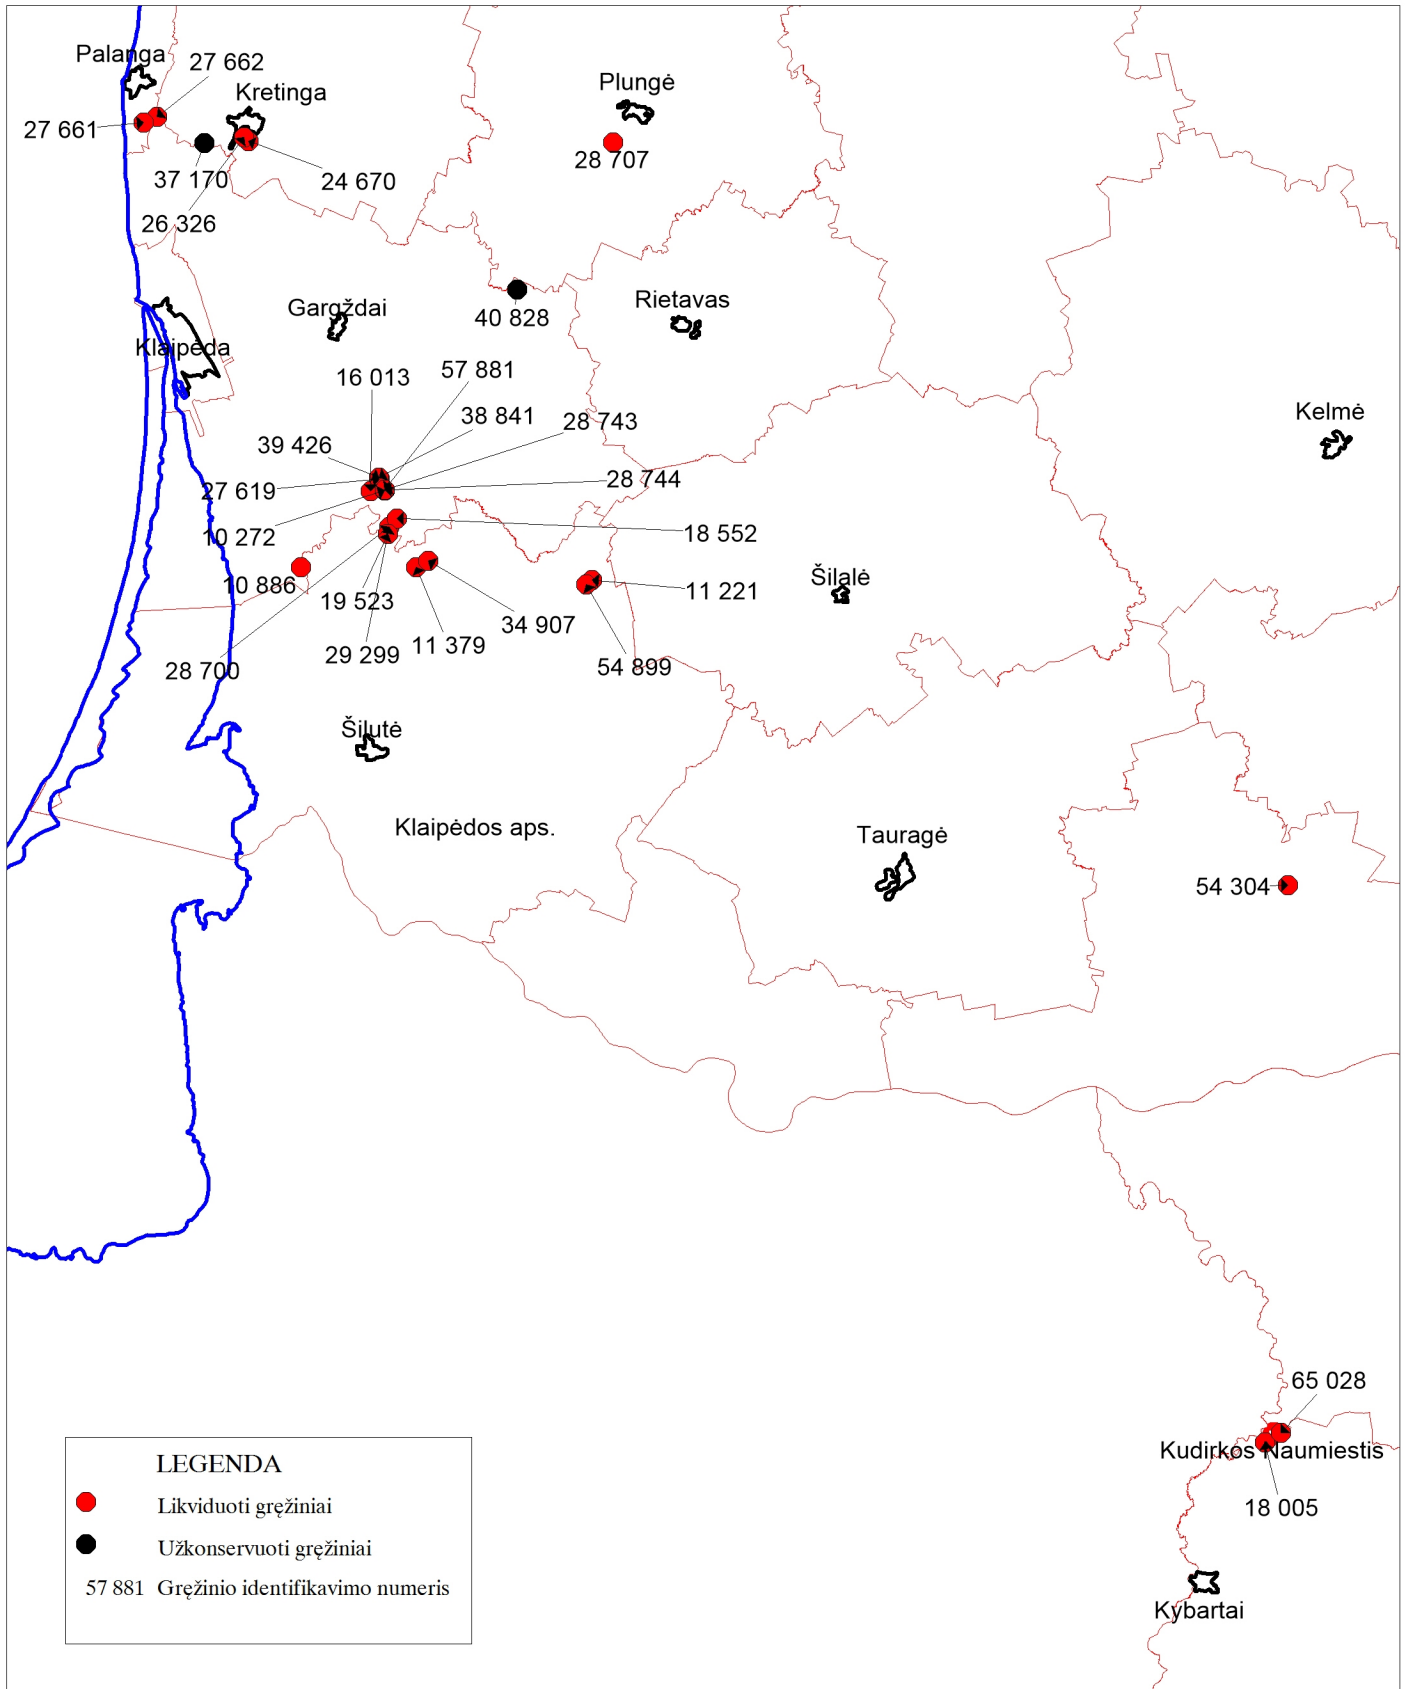 Palanga
27 662
Kretinga
Plungė
27 661
28 707
37 170
24 670
26 326
Rietavas
Gargždai
40 828
Klaipėda
57 881
16 013
Kelmė
38 841
28 743
39 426
28 744
27 619
18 552
10 272
Šilalė
10 886
11 221
19 523
34 907
11 379
29 299
54 899
28 700
Šilutė
Klaipėdos aps.
Tauragė
54 304
65 028
Kudirkos Naumiestis
18 005
Kybartai
LEGENDA
Likviduoti gręžiniai
Užkonservuoti gręžiniai
57 881 Gręžinio identifikavimo numeris